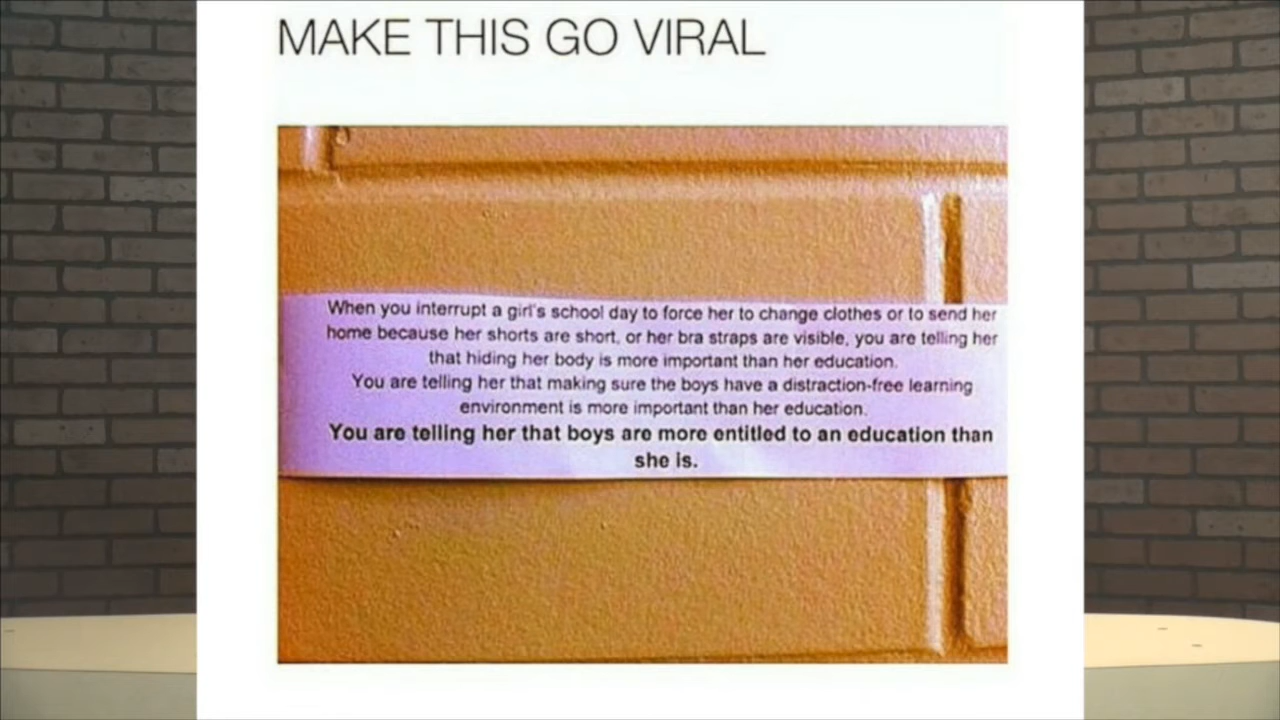 MAKE THIS GO VIRAL
When you interrupt a girl's school day to force her to change clothes or to send her
home because her shorts are short, or her bra straps are visible, you are telling her
that hiding her body is more important than her education.
You are telling her that making sure the boys have a distraction-free learning
environment is more important than her education.
You are telling her that boys are more entitled to an education than
she is.